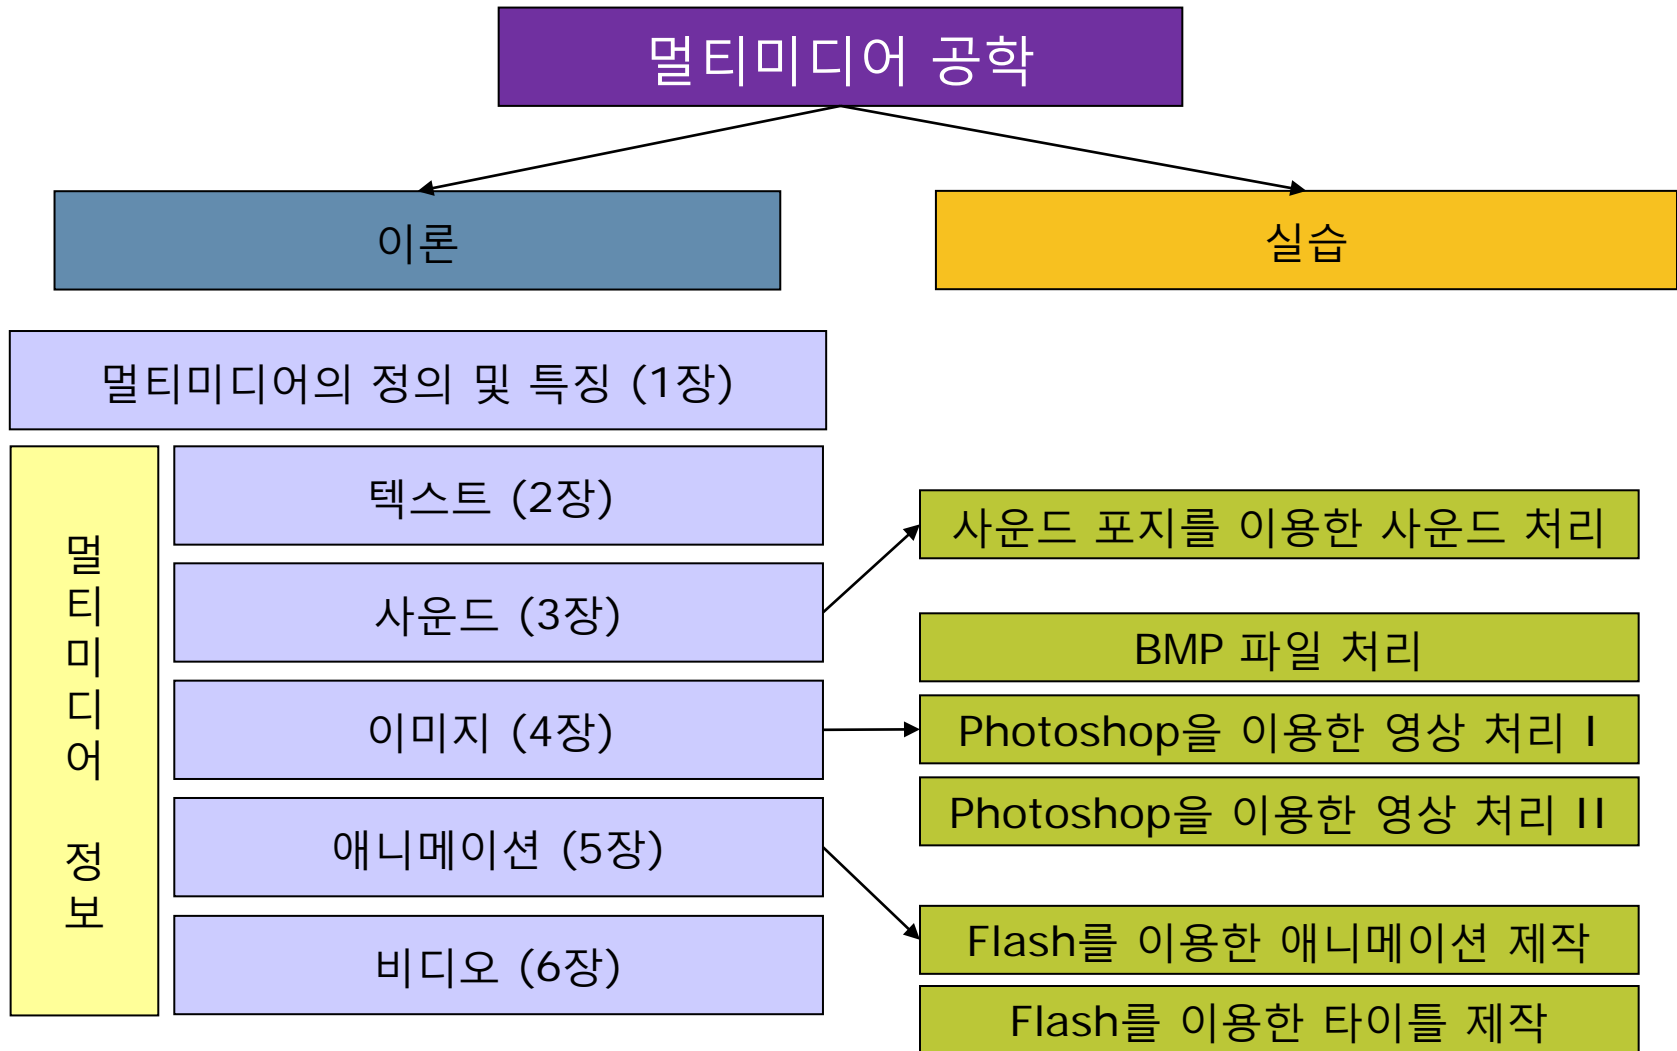 멀티미디어 공학
이론
실습
멀티미디어의 정의 및 특징 (1장)
멀티미디어 정보
텍스트 (2장)
사운드 (3장)
이미지 (4장)
애니메이션 (5장)
비디오 (6장)
사운드 포지를 이용한 사운드 처리
BMP 파일 처리
Photoshop을 이용한 영상 처리 I
Photoshop을 이용한 영상 처리 II
Flash를 이용한 애니메이션 제작
Flash를 이용한 타이틀 제작